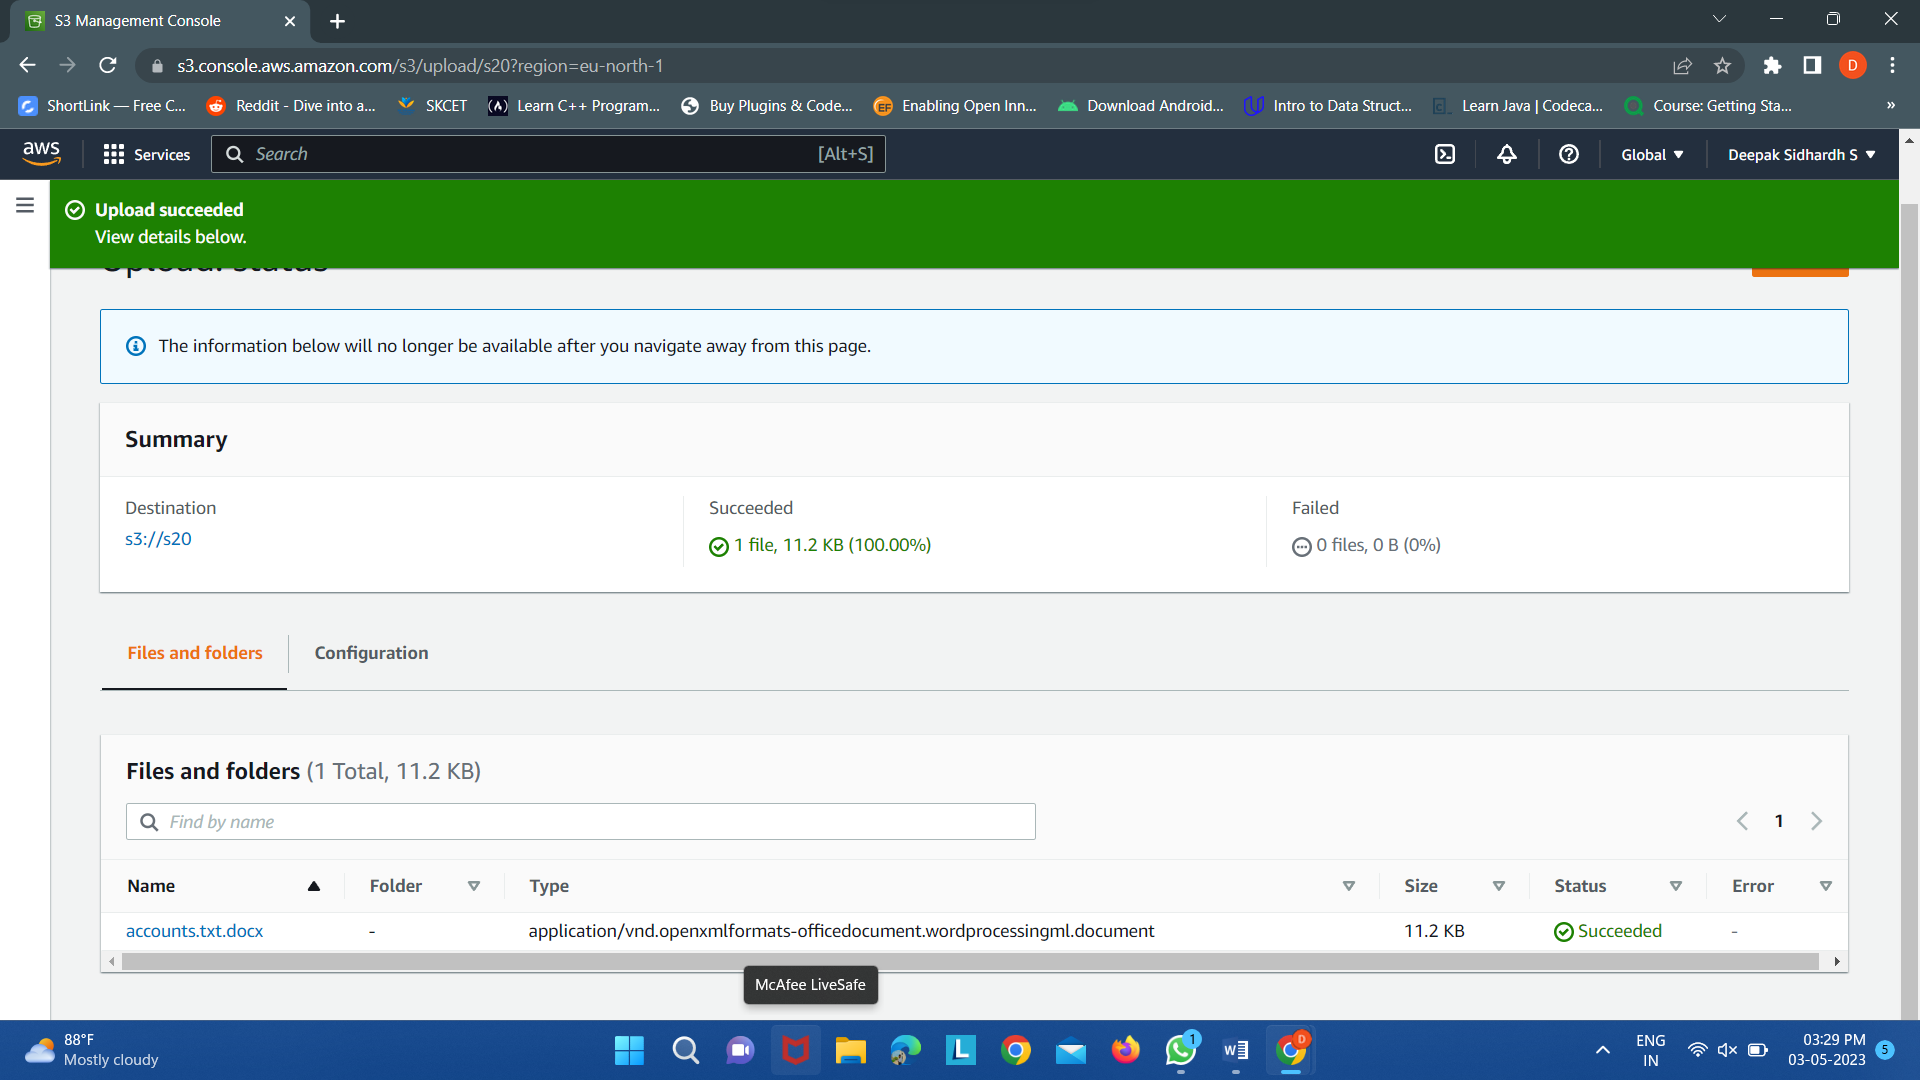 S3 Management Console
s3.console.aws.amazon.com/s3/upload/s20?region=eu-north-1
D
ShortLink — Free C...
Reddit - Dive into a...
SKCET
Learn C++ Program...
Buy Plugins & Code...
Enabling Open Inn...
Download Android...
Intro to Data Struct...
Learn Java | Codeca...
Course: Getting Sta...
»
aws
Services
Search
[Alt+S]
Global
Deepak Sidhardh S
Upload succeeded
View details below.
Upload: status
The information below will no longer be available after you navigate away from this page.
Summary
Destination
s3://s20
Succeeded
1 file, 11.2 KB (100.00%)
Failed
0 files, 0 B (0%)
Files and folders
Configuration
Files and folders (1 Total, 11.2 KB)
Find by name
1
Name
Folder
Type
Size
Status
Error
accounts.txt.docx
-
application/vnd.openxmlformats-officedocument.wordprocessingml.document
11.2 KB
Succeeded
-
McAfee LiveSafe
88°F
Mostly cloudy
L
1
W
D
ENG
IN
03:29 PM
03-05-2023
5